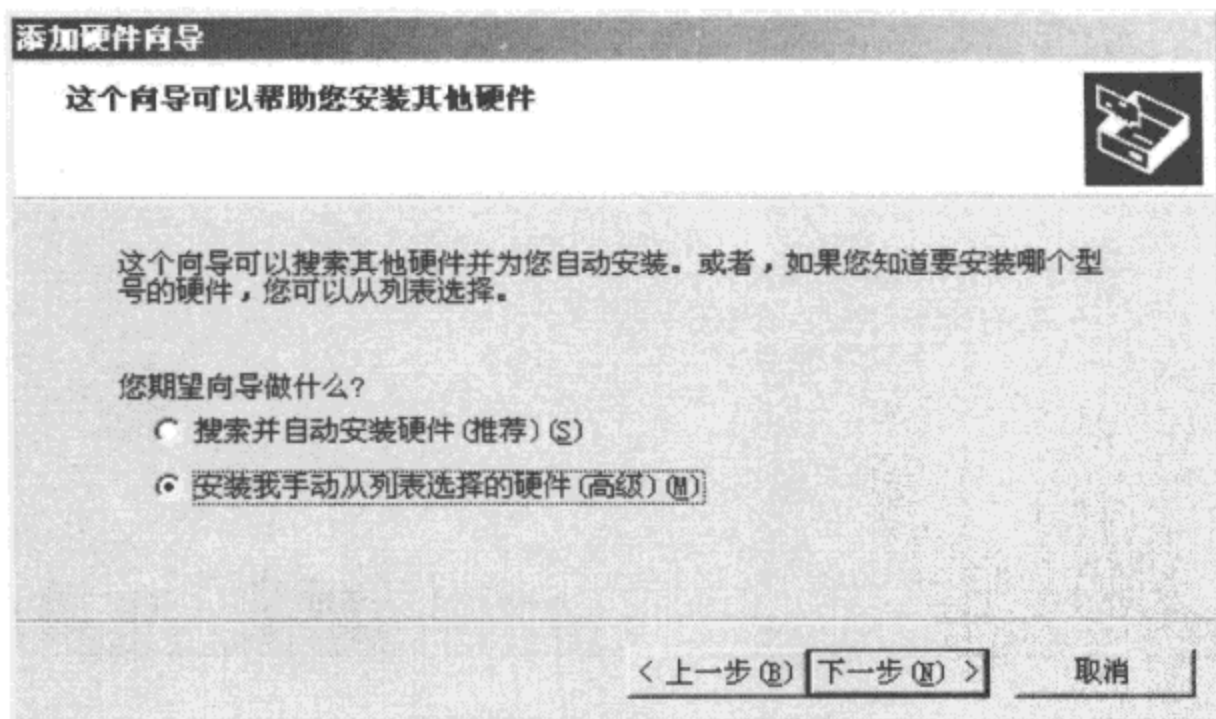 添加硬件向导
这个向导可以帮助您安装其他硬件
这个向导可以搜索其他硬件并为您自动安装。或者，如果您知道要安装哪个型
号的硬件，您可以从列表选择。
您期望向导做什么?
搜索并自动安装硬件(推荐)(S)
安装我手动从列表选择的硬件(高级)(M)
<上一步(B) 下一步(N)> 取消